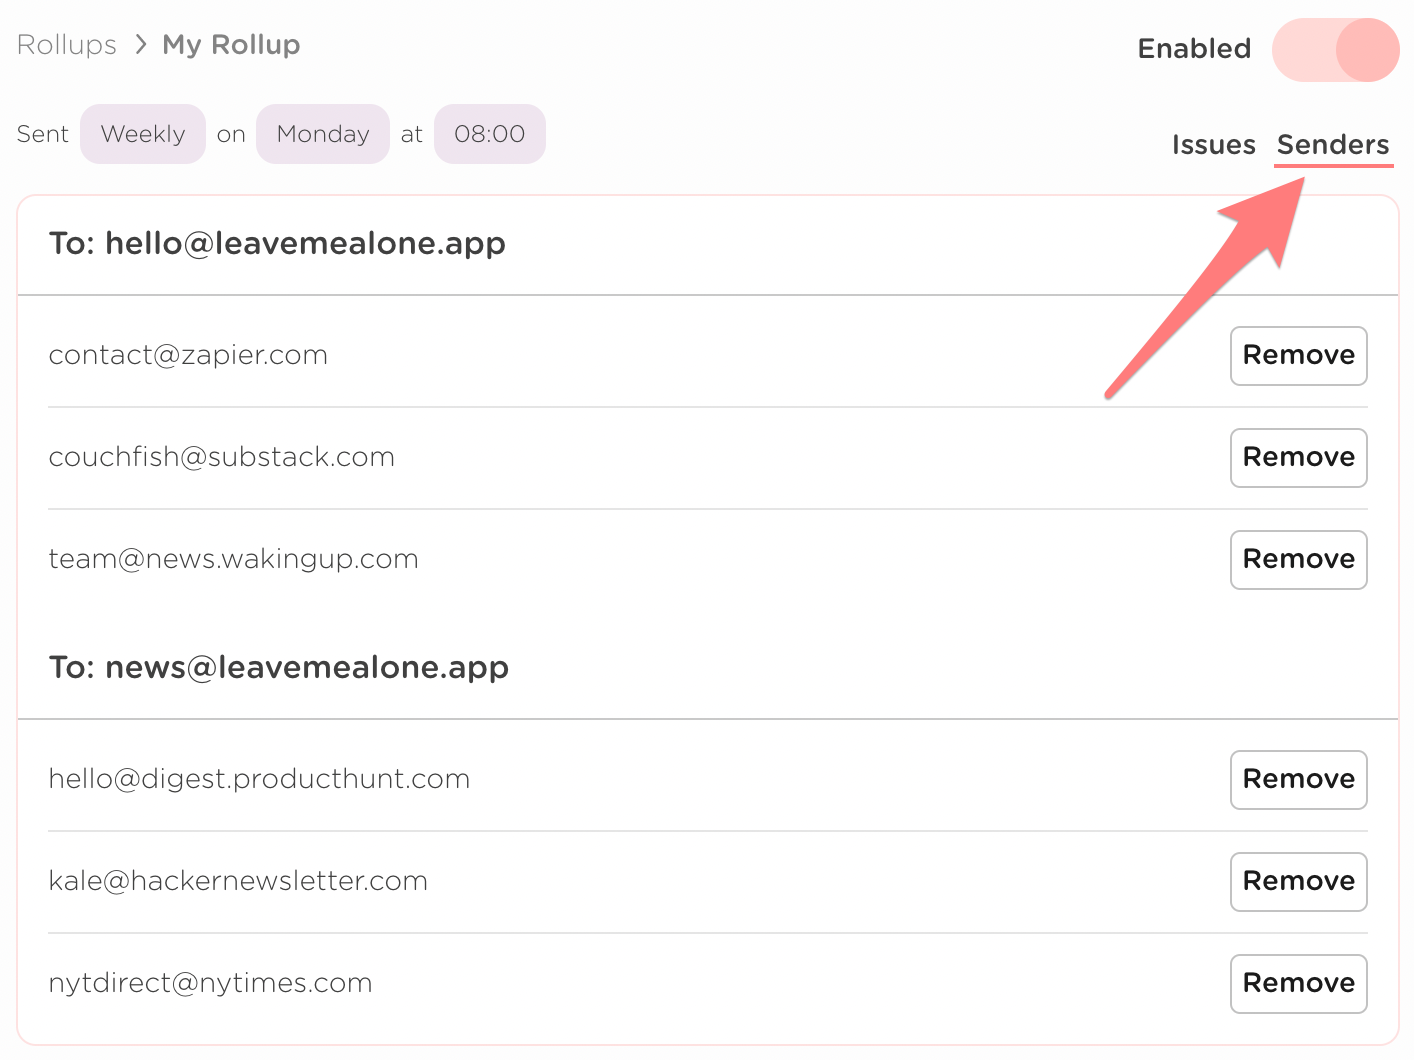 Rollups > My Rollup
Enabled
Sent Weekly on Monday at 08:00
Issues Senders
To: hello@leavemealone.app
contact@zapier.com Remove
couchfish@substack.com Remove
team@news.wakingup.com Remove
To: news@leavemealone.app
hello@digest.producthunt.com Remove
kale@hackernewsletter.com Remove
nytdirect@nytimes.com Remove